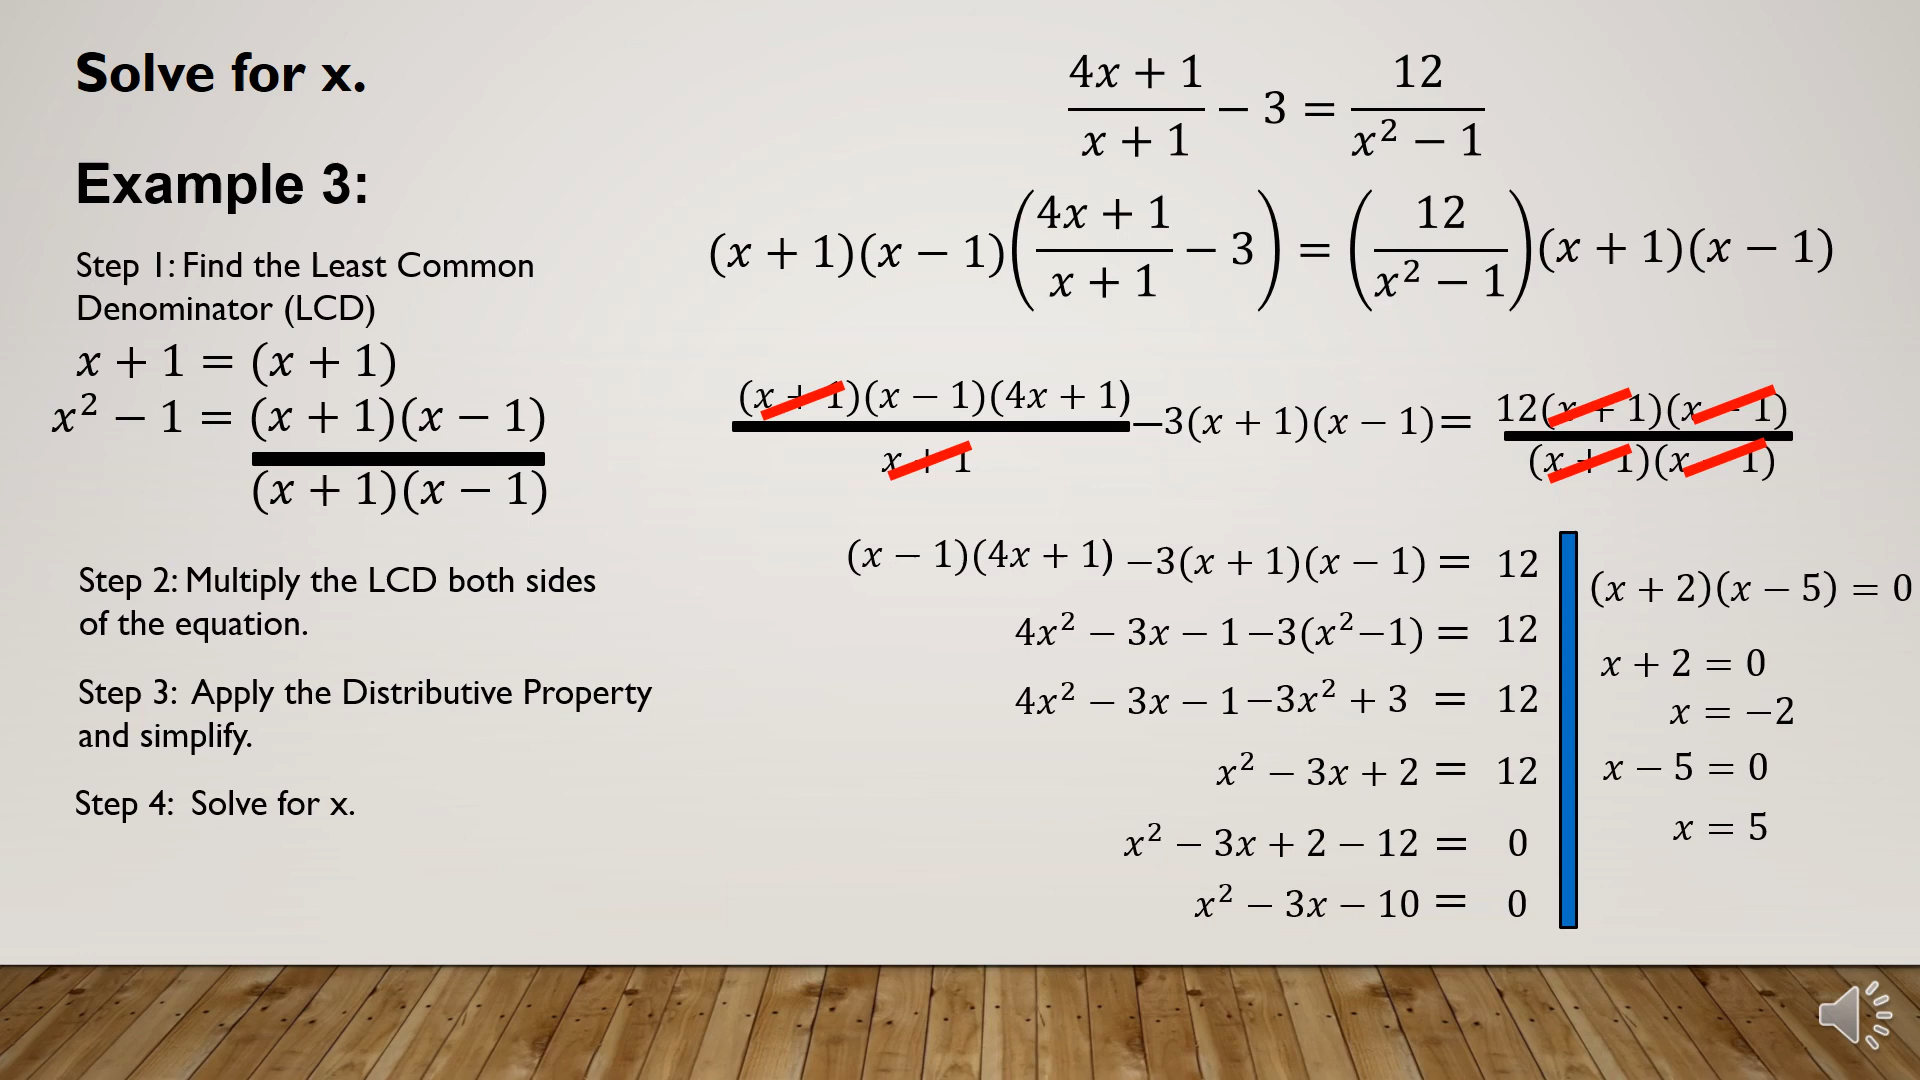 Solve for x.
Example 3:
Step 1: Find the Least Common
Denominator (LCD)
x + 1 = (x + 1)
x² − 1 = (x + 1)(x − 1)
(x + 1)(x − 1)
Step 2: Multiply the LCD both sides
of the equation.
Step 3: Apply the Distributive Property
and simplify.
Step 4: Solve for x.
(4x + 1)/(x + 1) − 3 = 12/(x² − 1)
(x + 1)(x − 1)((4x + 1)/(x + 1) − 3) = (12/(x² − 1))(x + 1)(x − 1)
(x + 1)(x − 1)(4x + 1)/(x + 1) −3(x + 1)(x − 1) = 12(x + 1)(x − 1)/((x + 1)(x − 1))
(x − 1)(4x + 1) −3(x + 1)(x − 1) = 12
4x² − 3x − 1−3(x²−1) = 12
4x² − 3x − 1−3x² + 3 = 12
x² − 3x + 2 = 12
x² − 3x + 2 − 12 = 0
x² − 3x − 10 = 0
(x + 2)(x − 5) = 0
x + 2 = 0
x = −2
x − 5 = 0
x = 5